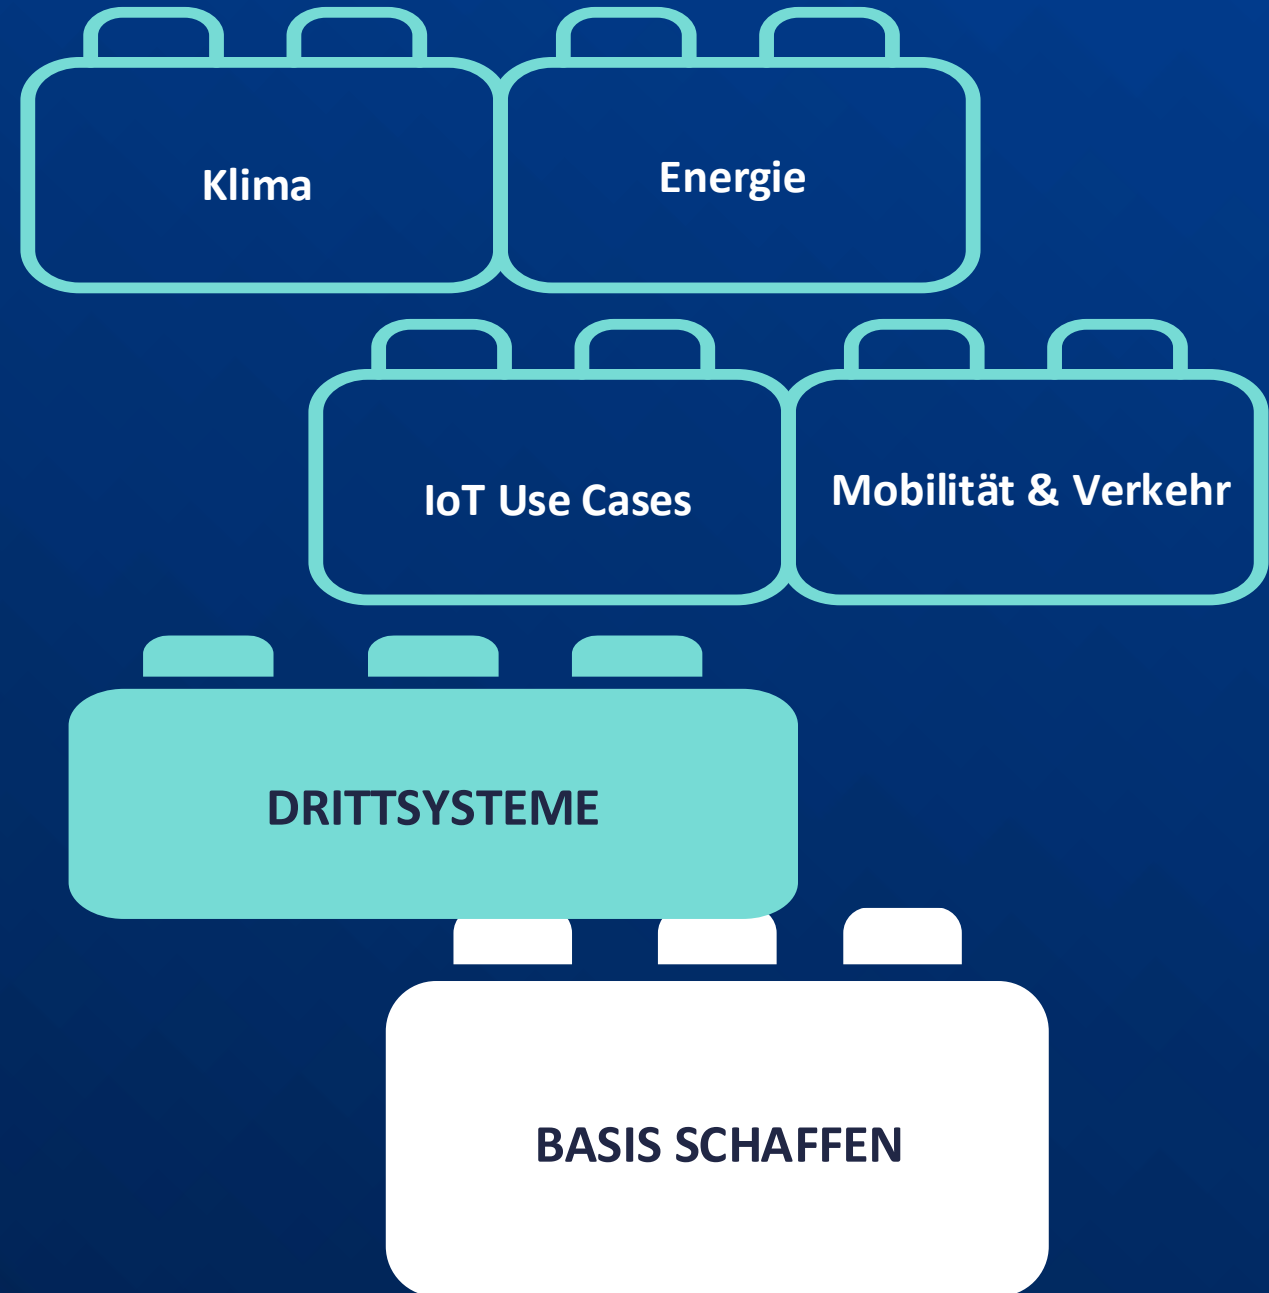 Klima
Energie
IoT Use Cases
Mobilität & Verkehr
DRITTSYSTEME
BASIS SCHAFFEN